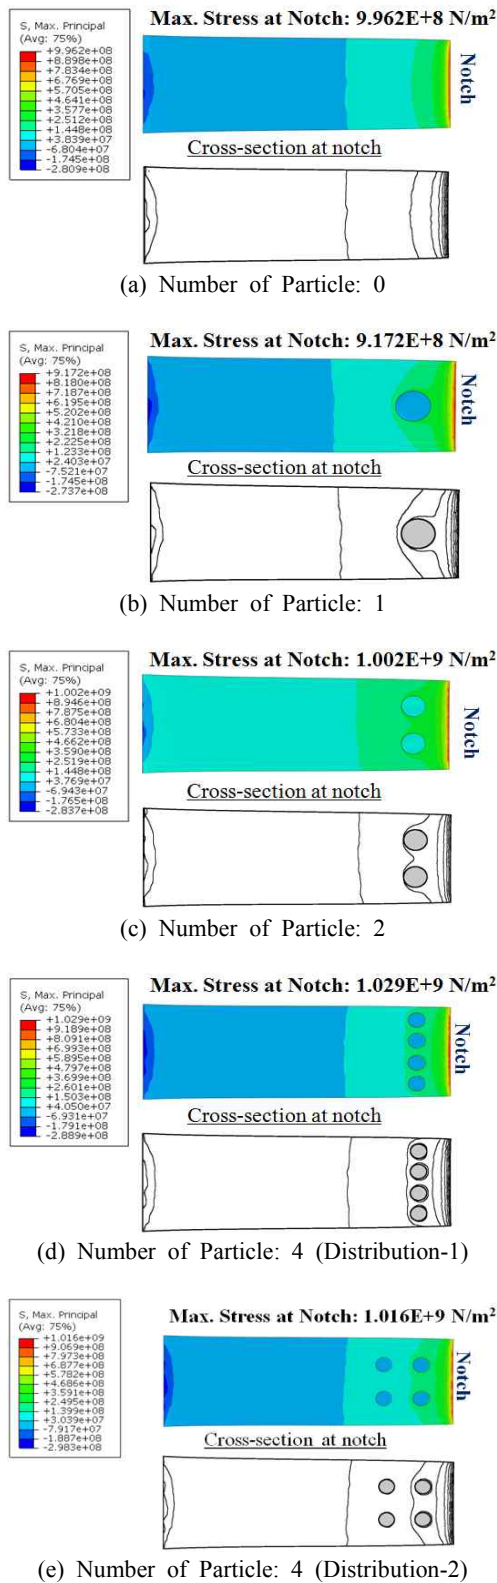 Max. Stress at Notch: 9.962E+8 N/m²
S, Max. Principal
(Avg: 75%)
+9.962e+08
+8.898e+08
+7.834e+08
+6.769e+08
+5.705e+08
+4.641e+08
+3.577e+08
+2.512e+08
+1.448e+08
+3.839e+07
-6.804e+07
-1.745e+08
-2.809e+08
Notch
Cross-section at notch
(a) Number of Particle: 0
Max. Stress at Notch: 9.172E+8 N/m²
S, Max. Principal
(Avg: 75%)
+9.172e+08
+8.180e+08
+7.187e+08
+6.195e+08
+5.202e+08
+4.210e+08
+3.218e+08
+2.225e+08
+1.233e+08
+2.403e+07
-7.521e+07
-1.745e+08
-2.737e+08
Notch
Cross-section at notch
(b) Number of Particle: 1
Max. Stress at Notch: 1.002E+9 N/m²
S, Max. Principal
(Avg: 75%)
+1.002e+09
+8.946e+08
+7.875e+08
+6.804e+08
+5.733e+08
+4.662e+08
+3.590e+08
+2.519e+08
+1.448e+08
+3.769e+07
-6.943e+07
-1.765e+08
-2.837e+08
Notch
Cross-section at notch
(c) Number of Particle: 2
Max. Stress at Notch: 1.029E+9 N/m²
S, Max. Principal
(Avg: 75%)
+1.029e+09
+9.189e+08
+8.091e+08
+6.993e+08
+5.895e+08
+4.797e+08
+3.699e+08
+2.601e+08
+1.503e+08
+4.050e+07
-6.931e+07
-1.791e+08
-2.889e+08
Notch
Cross-section at notch
(d) Number of Particle: 4 (Distribution-1)
Max. Stress at Notch: 1.016E+9 N/m²
S, Max. Principal
(Avg: 75%)
+1.016e+09
+9.069e+08
+7.973e+08
+6.877e+08
+5.782e+08
+4.686e+08
+3.591e+08
+2.495e+08
+1.399e+08
+3.039e+07
-7.917e+07
-1.887e+08
-2.983e+08
Notch
Cross-section at notch
(e) Number of Particle: 4 (Distribution-2)